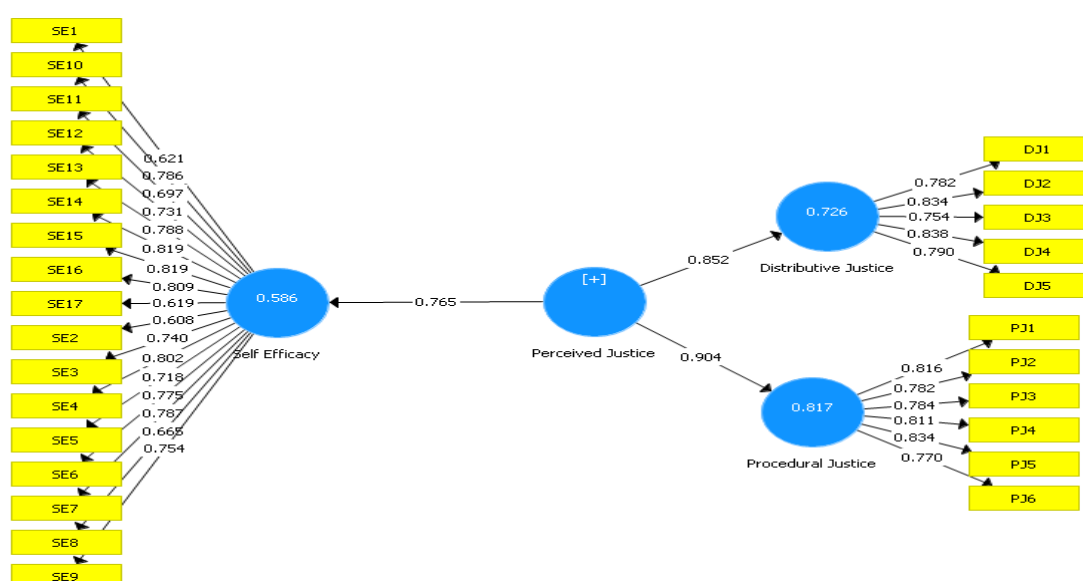 SE1
SE10
SE11
SE12
SE13
SE14
SE15
SE16
SE17
SE2
SE3
SE4
SE5
SE6
SE7
SE8
SE9
0.621
0.786
0.697
0.731
0.788
0.819
0.819
0.809
0.619
0.608
0.740
0.802
0.718
0.775
0.787
0.665
0.754
0.586
Self Efficacy
0.765
[+]
Perceived Justice
0.852
0.904
0.726
Distributive Justice
0.782
0.834
0.754
0.838
0.790
DJ1
DJ2
DJ3
DJ4
DJ5
0.817
Procedural Justice
0.816
0.782
0.784
0.811
0.834
0.770
PJ1
PJ2
PJ3
PJ4
PJ5
PJ6